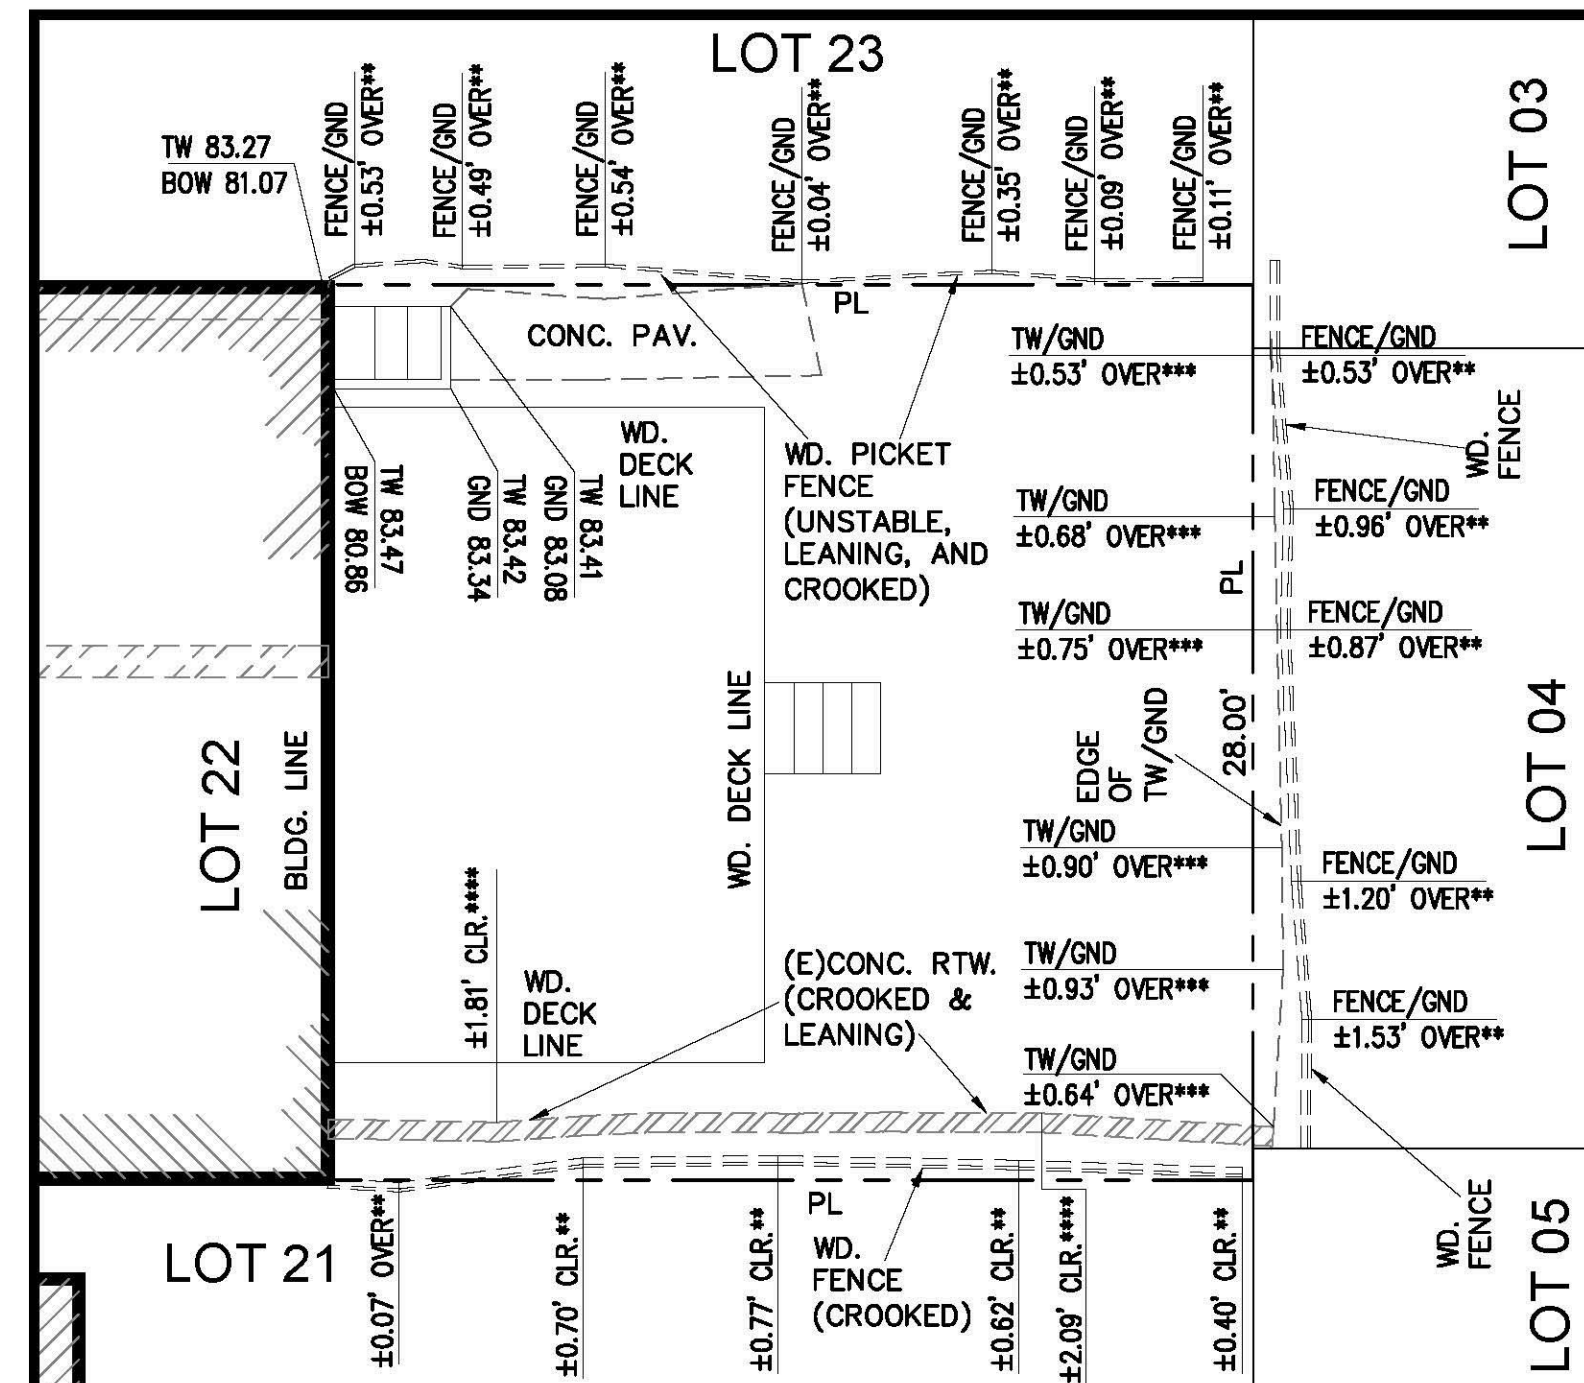 LOT 23
LOT 03
TW 83.27
BOW 81.07
FENCE/GND
±0.53' OVER**
FENCE/GND
±0.49' OVER**
FENCE/GND
±0.54' OVER**
FENCE/GND
±0.04' OVER**
FENCE/GND
±0.35' OVER**
FENCE/GND
±0.09' OVER**
FENCE/GND
±0.11' OVER**
PL
CONC. PAV.
TW/GND
±0.53' OVER***
FENCE/GND
±0.53' OVER**
WD.
FENCE
WD.
DECK
LINE
WD. PICKET
FENCE
(UNSTABLE,
LEANING, AND
CROOKED)
TW 83.47
BOW 80.86
TW 83.42
GND 83.34
TW 83.41
GND 83.08
TW/GND
±0.68' OVER***
FENCE/GND
±0.96' OVER**
PL
TW/GND
±0.75' OVER***
FENCE/GND
±0.87' OVER**
LOT 22
BLDG. LINE
WD. DECK LINE
EDGE
OF
TW/GND
28.00'
LOT 04
TW/GND
±0.90' OVER***
FENCE/GND
±1.20' OVER**
±1.81' CLR.****
WD.
DECK
LINE
(E)CONC. RTW.
(CROOKED &
LEANING)
TW/GND
±0.93' OVER***
FENCE/GND
±1.53' OVER**
TW/GND
±0.64' OVER***
LOT 21
±0.07' OVER**
±0.70' CLR.**
±0.77' CLR.**
PL
WD.
FENCE
(CROOKED)
±0.62' CLR.**
±2.09' CLR.****
±0.40' CLR.**
WD.
FENCE
LOT 05